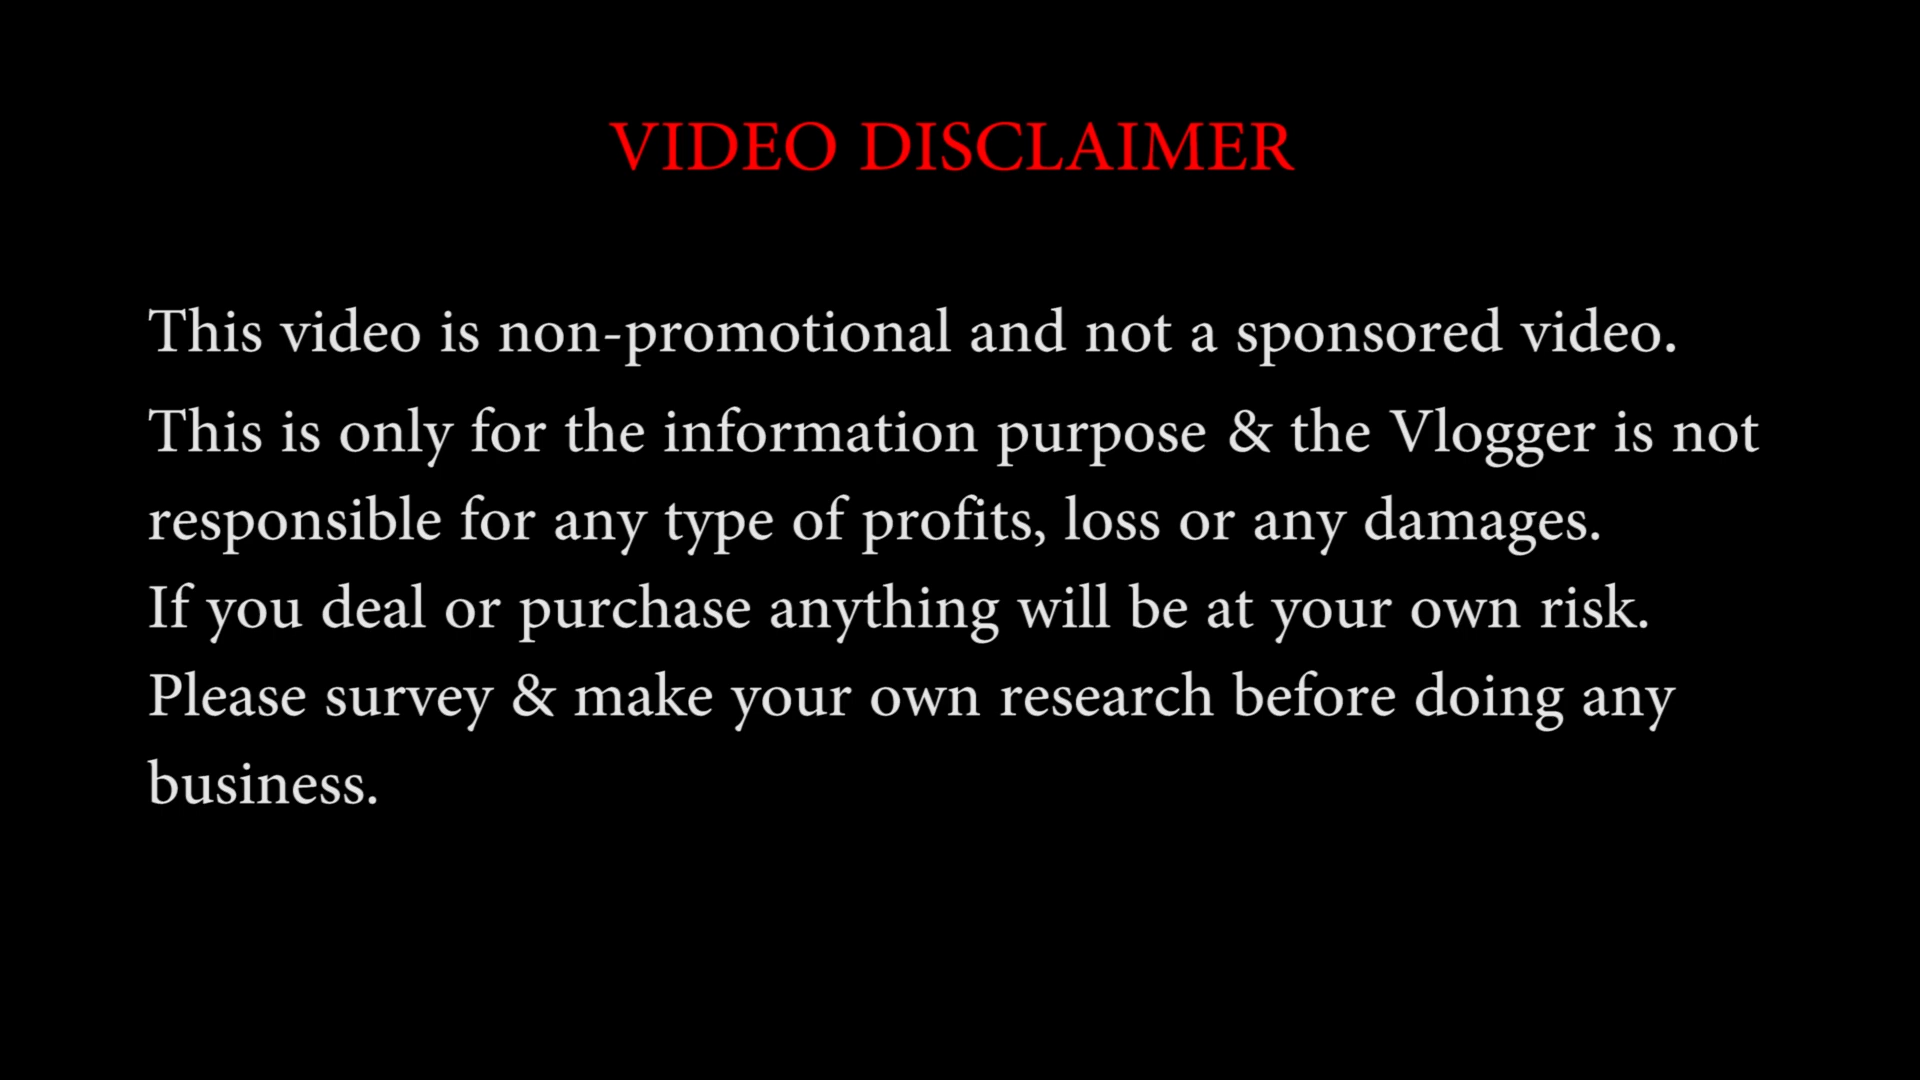 VIDEO DISCLAIMER
This video is non-promotional and not a sponsored video.
This is only for the information purpose & the Vlogger is not
responsible for any type of profits, loss or any damages.
If you deal or purchase anything will be at your own risk.
Please survey & make your own research before doing any
business.